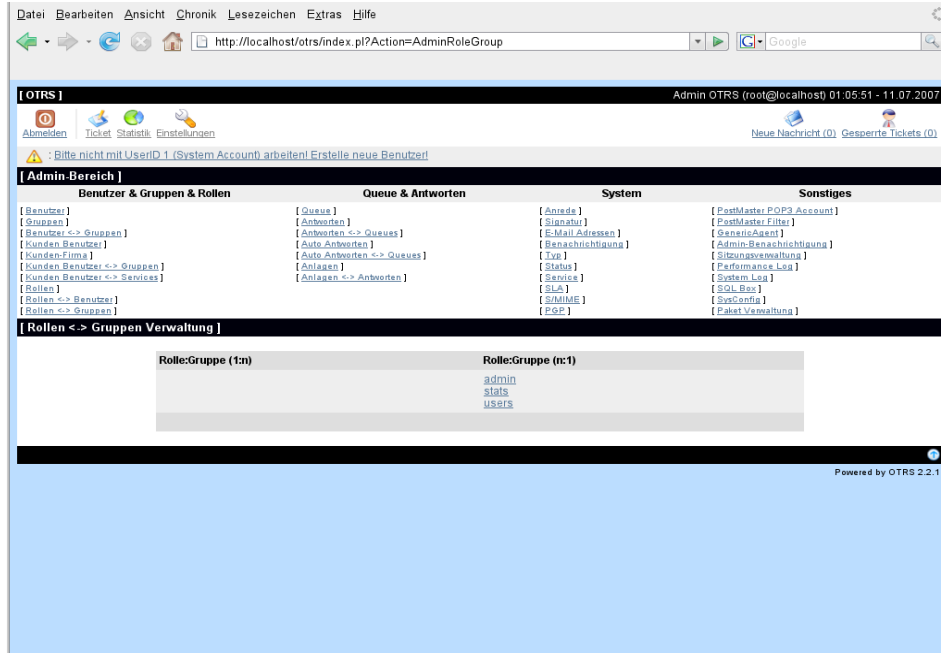 Datei Bearbeiten Ansicht Chronik Lesezeichen Extras Hilfe
http://localhost/otrs/index.pl?Action=AdminRoleGroup
G Google
[ OTRS ]
Admin OTRS (root@localhost) 01:05:51 - 11.07.2007
Abmelden Ticket Statistik Einstellungen
Neue Nachricht (0) Gesperrte Tickets (0)
: Bitte nicht mit UserID 1 (System Account) arbeiten! Erstelle neue Benutzer!
[ Admin-Bereich ]
Benutzer & Gruppen & Rollen
[ Benutzer ]
[ Gruppen ]
[ Benutzer <-> Gruppen ]
[ Kunden Benutzer ]
[ Kunden-Firma ]
[ Kunden Benutzer <-> Gruppen ]
[ Kunden Benutzer <-> Services ]
[ Rollen ]
[ Rollen <-> Benutzer ]
[ Rollen <-> Gruppen ]
Queue & Antworten
[ Queue ]
[ Antworten ]
[ Antworten <-> Queues ]
[ Auto Antworten ]
[ Auto Antworten <-> Queues ]
[ Anlagen ]
[ Anlagen <-> Antworten ]
System
[ Anrede ]
[ Signatur ]
[ E-Mail Adressen ]
[ Benachrichtigung ]
[ Typ ]
[ Status ]
[ Service ]
[ SLA ]
[ S/MIME ]
[ PGP ]
Sonstiges
[ PostMaster POP3 Account ]
[ PostMaster Filter ]
[ GenericAgent ]
[ Admin-Benachrichtigung ]
[ Sitzungsverwaltung ]
[ Performance Log ]
[ System Log ]
[ SQL Box ]
[ SysConfig ]
[ Paket Verwaltung ]
[ Rollen <-> Gruppen Verwaltung ]
Rolle:Gruppe (1:n)
Rolle:Gruppe (n:1)
admin
stats
users
Powered by OTRS 2.2.1